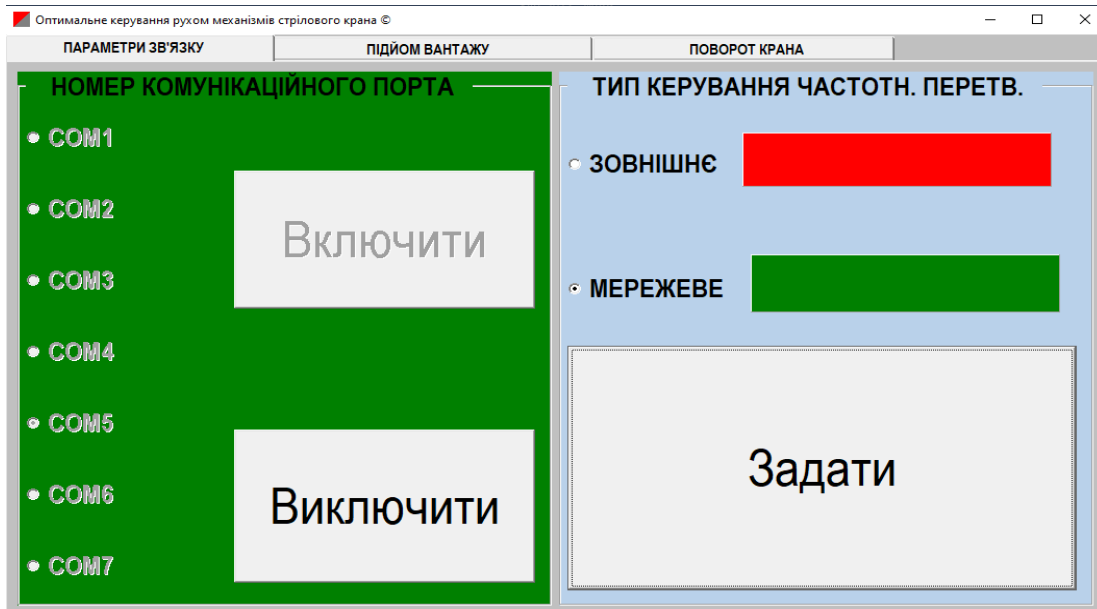 Оптимальне керування рухом механізмів стрілового крана ©
ПАРАМЕТРИ ЗВ'ЯЗКУ
ПІДЙОМ ВАНТАЖУ
ПОВОРОТ КРАНА
НОМЕР КОМУНІКАЦІЙНОГО ПОРТА
COM1
COM2
COM3
COM4
COM5
COM6
COM7
Включити
Виключити
ТИП КЕРУВАННЯ ЧАСТОТН. ПЕРЕТВ.
ЗОВНІШНЄ
МЕРЕЖЕВЕ
Задати